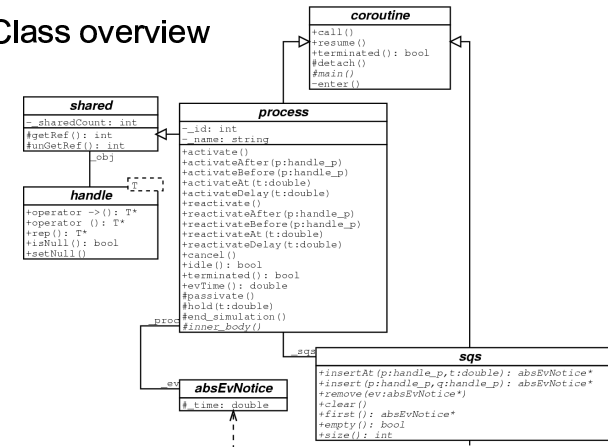 Class overview
coroutine
+call()
+resume()
+terminated(): bool
#detach()
#main()
-enter()
shared
-_sharedCount: int
#getRef(): int
#unGetRef(): int
_obj
T
handle
+operator ->(): T*
+operator (): T*
+rep(): T*
+isNull(): bool
+setNull()
process
-_id: int
-_name: string
+activate()
+activateAfter(p:handle_p)
+activateBefore(p:handle_p)
+activateAt(t:double)
+activateDelay(t:double)
+reactivate()
+reactivateAfter(p:handle_p)
+reactivateBefore(p:handle_p)
+reactivateAt(t:double)
+reactivateDelay(t:double)
+cancel()
+idle(): bool
+terminated(): bool
+evTime(): double
#passivate()
#hold(t:double)
#end_simulation()
#inner_body()
_proc
_sqs
_ev
absEvNotice
#_time: double
sqs
+insertAt(p:handle_p,t:double): absEvNotice*
+insert(p:handle_p,q:handle_p): absEvNotice*
+remove(ev:absEvNotice*)
+clear()
+first(): absEvNotice*
+empty(): bool
+size(): int